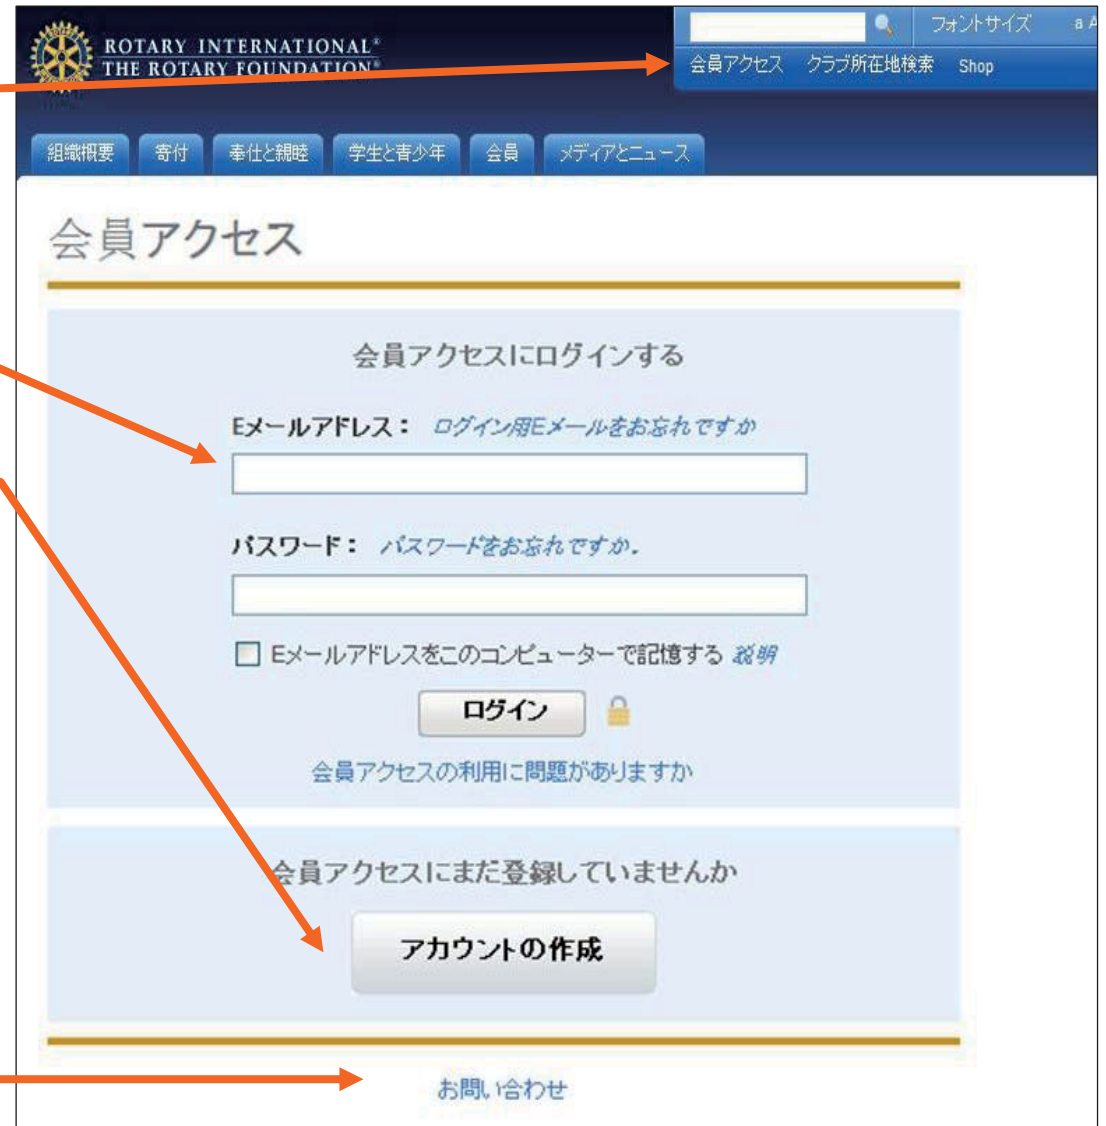 ROTARY INTERNATIONAL®
THE ROTARY FOUNDATION®
フォントサイズ a A
会員アクセス クラブ所在地検索 Shop
組織概要 寄付 奉仕と親睦 学生と青少年 会員 メディアとニュース
会員アクセス
会員アクセスにログインする
Eメールアドレス： ログイン用Eメールをお忘れですか
パスワード： パスワードをお忘れですか.
Eメールアドレスをこのコンピューターで記憶する 説明
ログイン
会員アクセスの利用に問題がありますか
会員アクセスにまだ登録していませんか
アカウントの作成
お問い合わせ